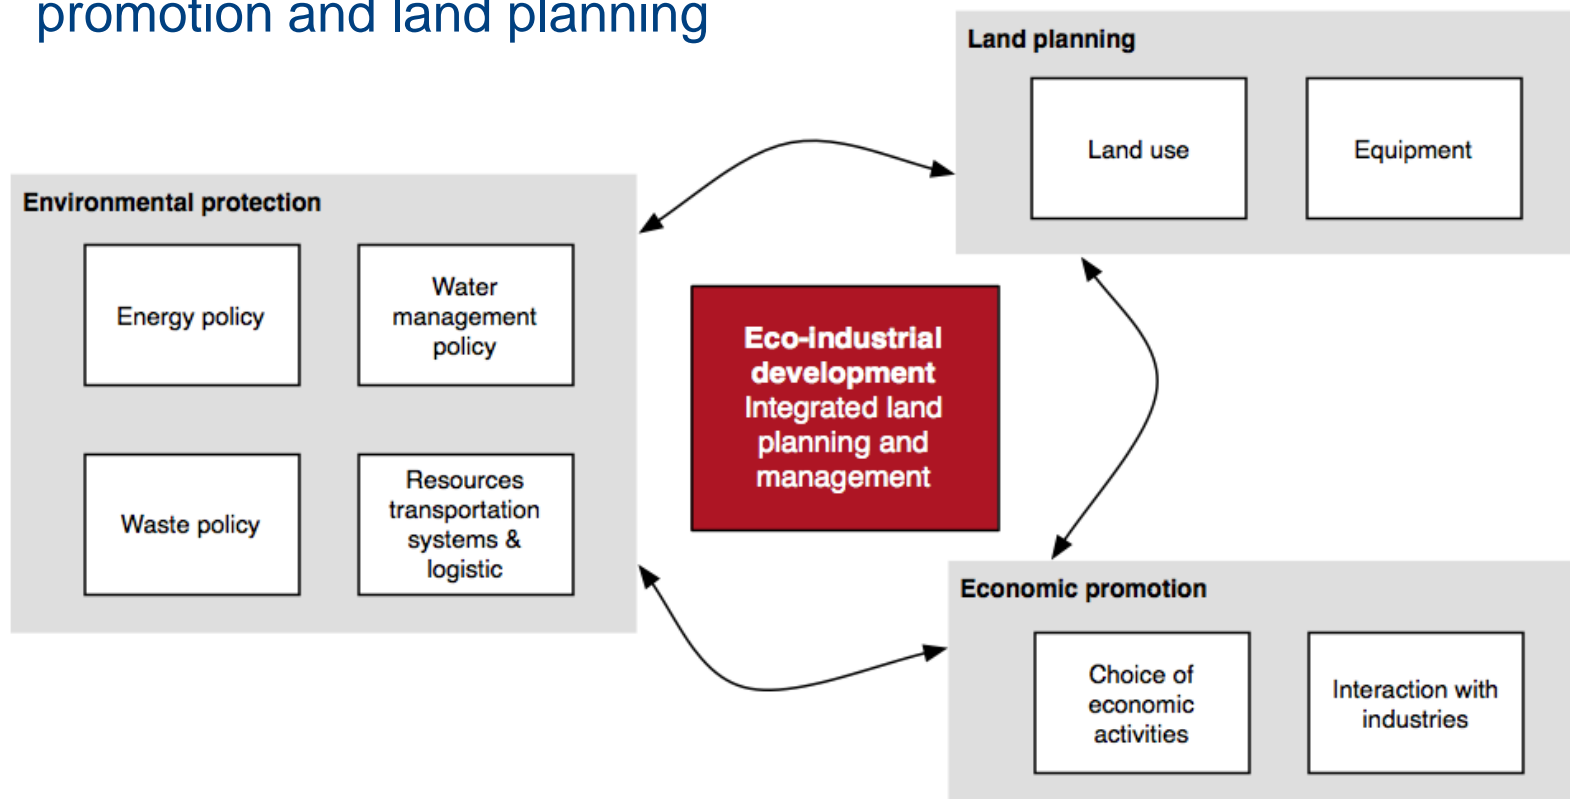 promotion and land planning
Land planning
Land use
Equipment
Environmental protection
Energy policy
Water
management
policy
Waste policy
Resources
transportation
systems &
logistic
Eco-industrial
development
Integrated land
planning and
management
Economic promotion
Choice of
economic
activities
Interaction with
industries